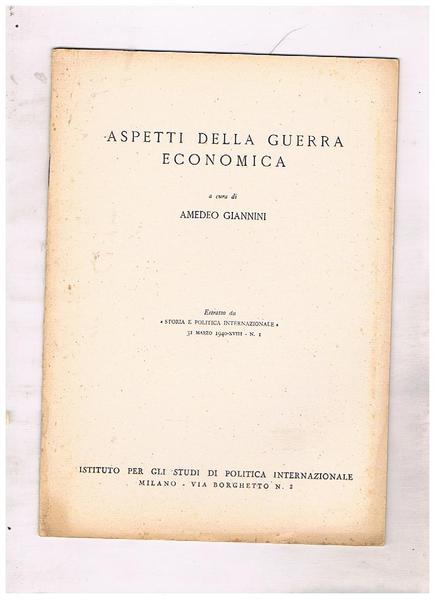 ASPETTI DELLA GUERRA
ECONOMICA
a cura di
AMEDEO GIANNINI
Estratto da
« STORIA E POLITICA INTERNAZIONALE »
31 MARZO 1940-XVIII - N. 1
ISTITUTO PER GLI STUDI DI POLITICA INTERNAZIONALE
MILANO - VIA BORGHETTO N. 2